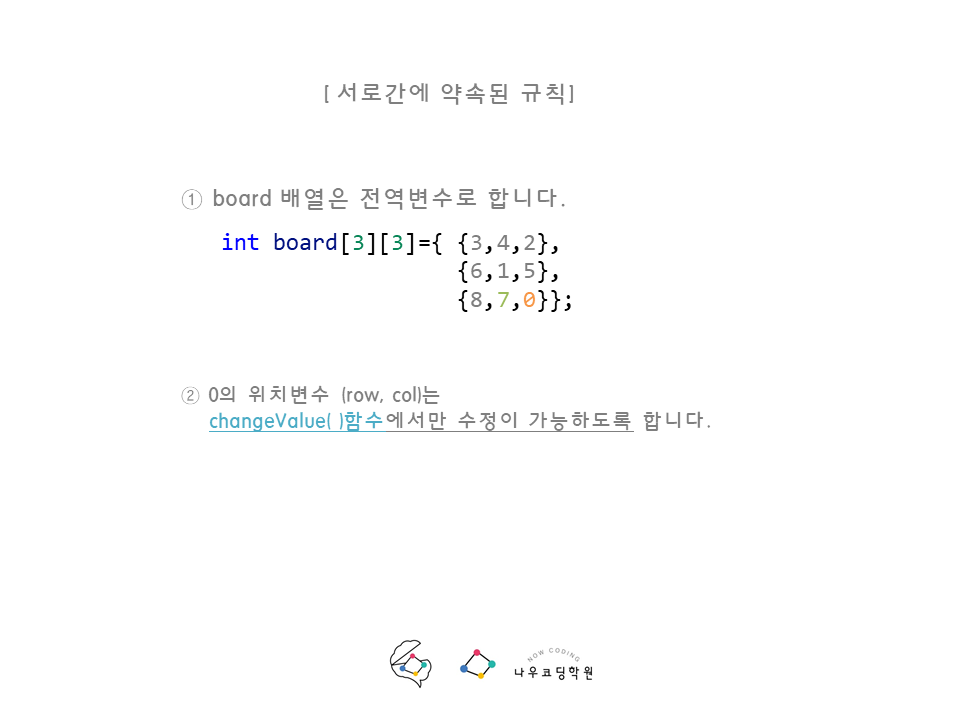 [ 서로간에 약속된 규칙]
① board 배열은 전역변수로 합니다.
int board[3][3]={ {3,4,2},
{6,1,5},
{8,7,0}};
② 0의 위치변수 (row, col)는
changeValue( )함수에서만 수정이 가능하도록 합니다.
NOW CODING
나우코딩학원